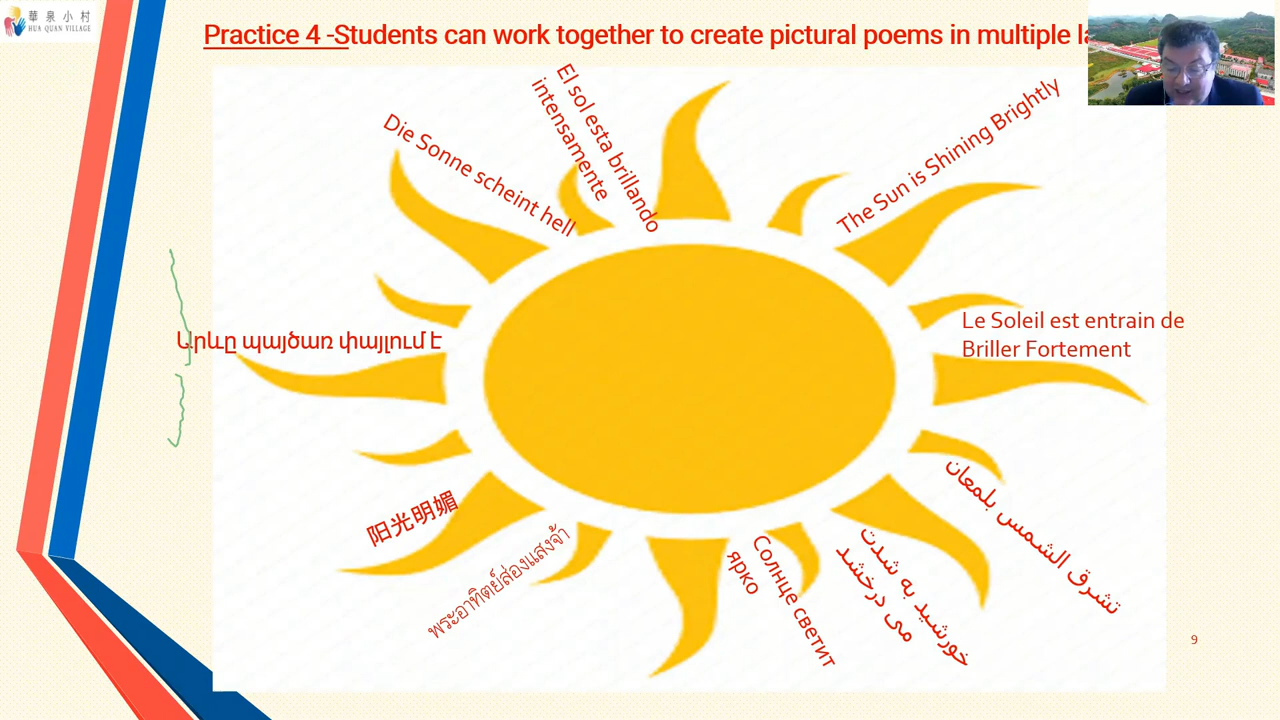 華泉小村
HUA QUAN VILLAGE
Practice 4 -Students can work together to create pictural poems in multiple
El sol esta brillando
intensamente
Die Sonne scheint hell
The Sun is Shining Brightly
Le Soleil est entrain de
Briller Fortement
Արևը պայծառ փայլում է
تشرق الشمس بلمعان
خورشید به شدت
می درخشد
Солнце светит
ярко
พระอาทิตย์ส่องแสงจ้า
阳光明媚
9